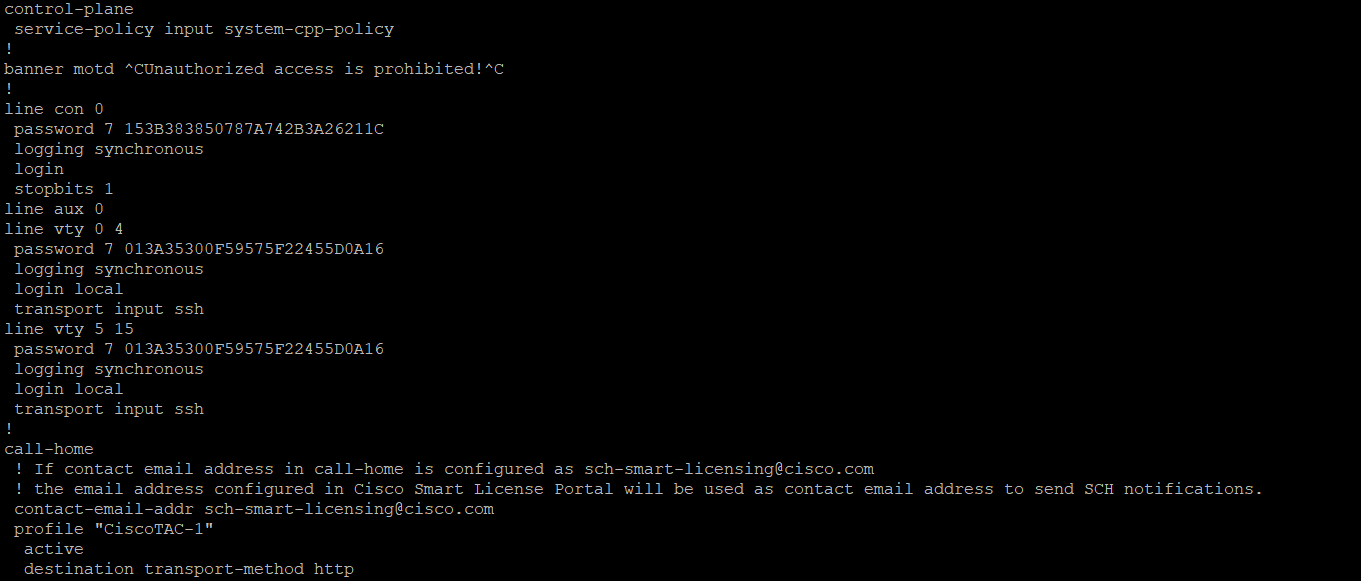 control-plane
 service-policy input system-cpp-policy
!
banner motd ^CUnauthorized access is prohibited!^C
!
line con 0
 password 7 153B383850787A742B3A26211C
 logging synchronous
 login
 stopbits 1
line aux 0
line vty 0 4
 password 7 013A35300F59575F22455D0A16
 logging synchronous
 login local
 transport input ssh
line vty 5 15
 password 7 013A35300F59575F22455D0A16
 logging synchronous
 login local
 transport input ssh
!
call-home
 ! If contact email address in call-home is configured as sch-smart-licensing@cisco.com
 ! the email address configured in Cisco Smart License Portal will be used as contact email address to send SCH notifications.
 contact-email-addr sch-smart-licensing@cisco.com
 profile "CiscoTAC-1"
  active
  destination transport-method http